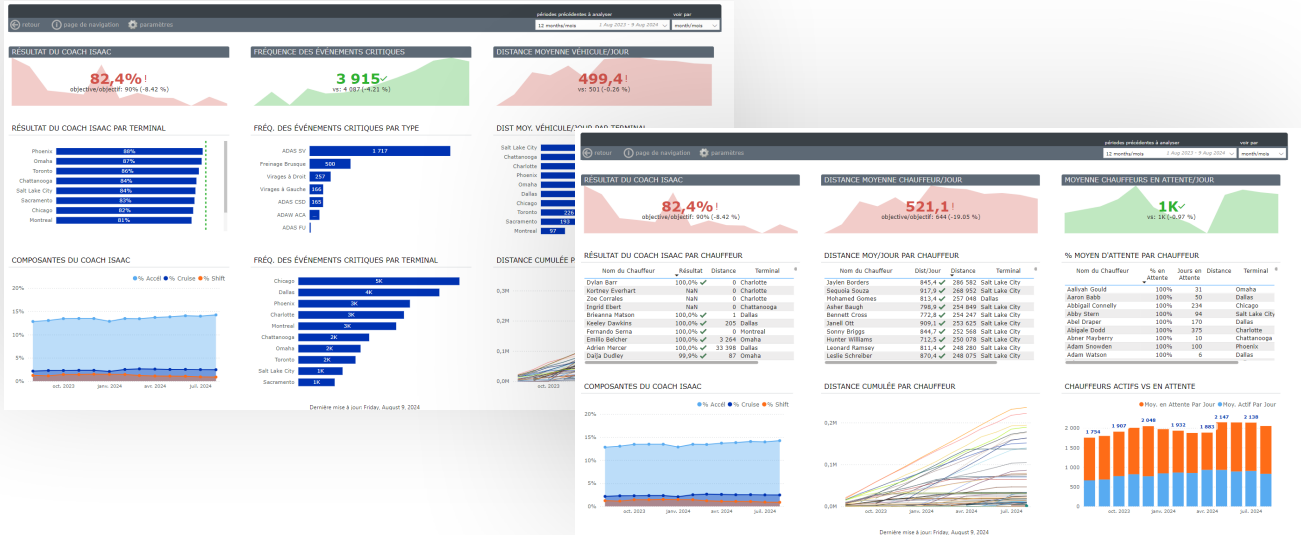 périodes précédentes à analyser
voir par
retour
page de navigation
paramètres
12 months/mois
1 Aug 2023 - 9 Aug 2024
month/mois
RÉSULTAT DU COACH ISAAC
82,4%!
objective/objectif: 90% (-8.42 %)
FRÉQUENCE DES ÉVÉNEMENTS CRITIQUES
3 915
vs: 4 087 (-4.21 %)
DISTANCE MOYENNE VÉHICULE/JOUR
499,4!
vs: 501 (-0.26 %)
RÉSULTAT DU COACH ISAAC PAR TERMINAL
Phoenix 88%
Omaha 87%
Toronto 86%
Chattanooga 84%
Salt Lake City 84%
Sacramento 83%
Chicago 82%
Montreal 81%
FRÉQ. DES ÉVÉNEMENTS CRITIQUES PAR TYPE
ADAS SV 1 717
Freinage Brusque 500
Virages à Droit 257
Virages à Gauche 166
ADAS CSD 165
ADAW ACA ...
ADAS FU
DIST MOY. VÉHICULE/JOUR PAR TERMINAL
Salt Lake City
Chattanooga
Charlotte
Phoenix
Omaha
Dallas
Chicago
Toronto 226
Sacramento 193
Montreal 97
COMPOSANTES DU COACH ISAAC
% Accél % Cruise % Shift
20%
15%
10%
5%
0%
oct. 2023 janv. 2024 avr. 2024 juil. 2024
FRÉQ. DES ÉVÉNEMENTS CRITIQUES PAR TERMINAL
Chicago 5K
Dallas 4K
Phoenix 3K
Charlotte 3K
Montreal 3K
Chattanooga 2K
Omaha 2K
Toronto 2K
Salt Lake City 1K
Sacramento 1K
DISTANCE CUMULÉE P
0,3M
0,2M
0,1M
0,0M
oct. 2023
Dernière mise à jour: Friday, August 9, 2024
périodes précédentes à analyser
voir par
retour
page de navigation
paramètres
12 months/mois
1 Aug 2023 - 9 Aug 2024
month/mois
RÉSULTAT DU COACH ISAAC
82,4%!
objective/objectif: 90% (-8.42 %)
DISTANCE MOYENNE CHAUFFEUR/JOUR
521,1!
objective/objectif: 644 (-19.05 %)
MOYENNE CHAUFFEURS EN ATTENTE/JOUR
1K
vs: 1K(-0.97 %)
RÉSULTAT DU COACH ISAAC PAR CHAUFFEUR
Nom du Chauffeur Résultat Distance Terminal
Dylan Barr 100,0% 0 Charlotte
Kortney Everhart NaN 0 Charlotte
Zoe Corrales NaN 0 Charlotte
Ingrid Ebert NaN 0 Chattanooga
Brieanna Matson 100,0% 1 Dallas
Keeley Dawkins 100,0% 205 Dallas
Fernando Serna 100,0% 0 Montreal
Emilio Belcher 100,0% 3 264 Omaha
Adrien Mercer 100,0% 33 398 Dallas
Dalja Dudley 99,9% 87 Omaha
DISTANCE MOY/JOUR PAR CHAUFFEUR
Nom du Chauffeur Dist/Jour Distance Terminal
Jaylen Borders 845,4 286 582 Salt Lake City
Sequoia Souza 917,9 268 952 Salt Lake City
Mohamed Gomes 813,4 257 048 Dallas
Asher Baugh 798,9 254 849 Salt Lake City
Bennett Cross 772,8 254 247 Salt Lake City
Janell Ott 909,1 253 625 Salt Lake City
Sonny Briggs 844,7 252 568 Salt Lake City
Hunter Williams 712,5 250 078 Salt Lake City
Leonard Ramsey 811,4 248 280 Salt Lake City
Leslie Schreiber 870,4 248 075 Salt Lake City
% MOYEN D'ATTENTE PAR CHAUFFEUR
Nom du Chauffeur % en Attente Jours en Attente Distance Terminal
Aaliyah Gould 100% 31 Omaha
Aaron Babb 100% 50 Dallas
Abbigail Connelly 100% 234 Chicago
Abby Stern 100% 94 Salt Lake City
Abel Draper 100% 170 Dallas
Abigale Dodd 100% 375 Charlotte
Abner Mayberry 100% 10 Chattanooga
Adam Snowden 100% 100 Phoenix
Adam Watson 100% 6 Dallas
COMPOSANTES DU COACH ISAAC
% Accél % Cruise % Shift
20%
15%
10%
5%
0%
oct. 2023 janv. 2024 avr. 2024 juil. 2024
DISTANCE CUMULÉE PAR CHAUFFEUR
0,2M
0,1M
0,0M
oct. 2023 janv. 2024 avr. 2024 juil. 2024
CHAUFFEURS ACTIFS VS EN ATTENTE
Moy. en Attente Par Jour Moy. Actif Par Jour
1 754 1 907 2 048 1 932 1 883 2 147 2 138
2 000
1 500
1 000
500
0
oct. 2023 janv. 2024 avr. 2024 juil. 2024
Dernière mise à jour: Friday, August 9, 2024